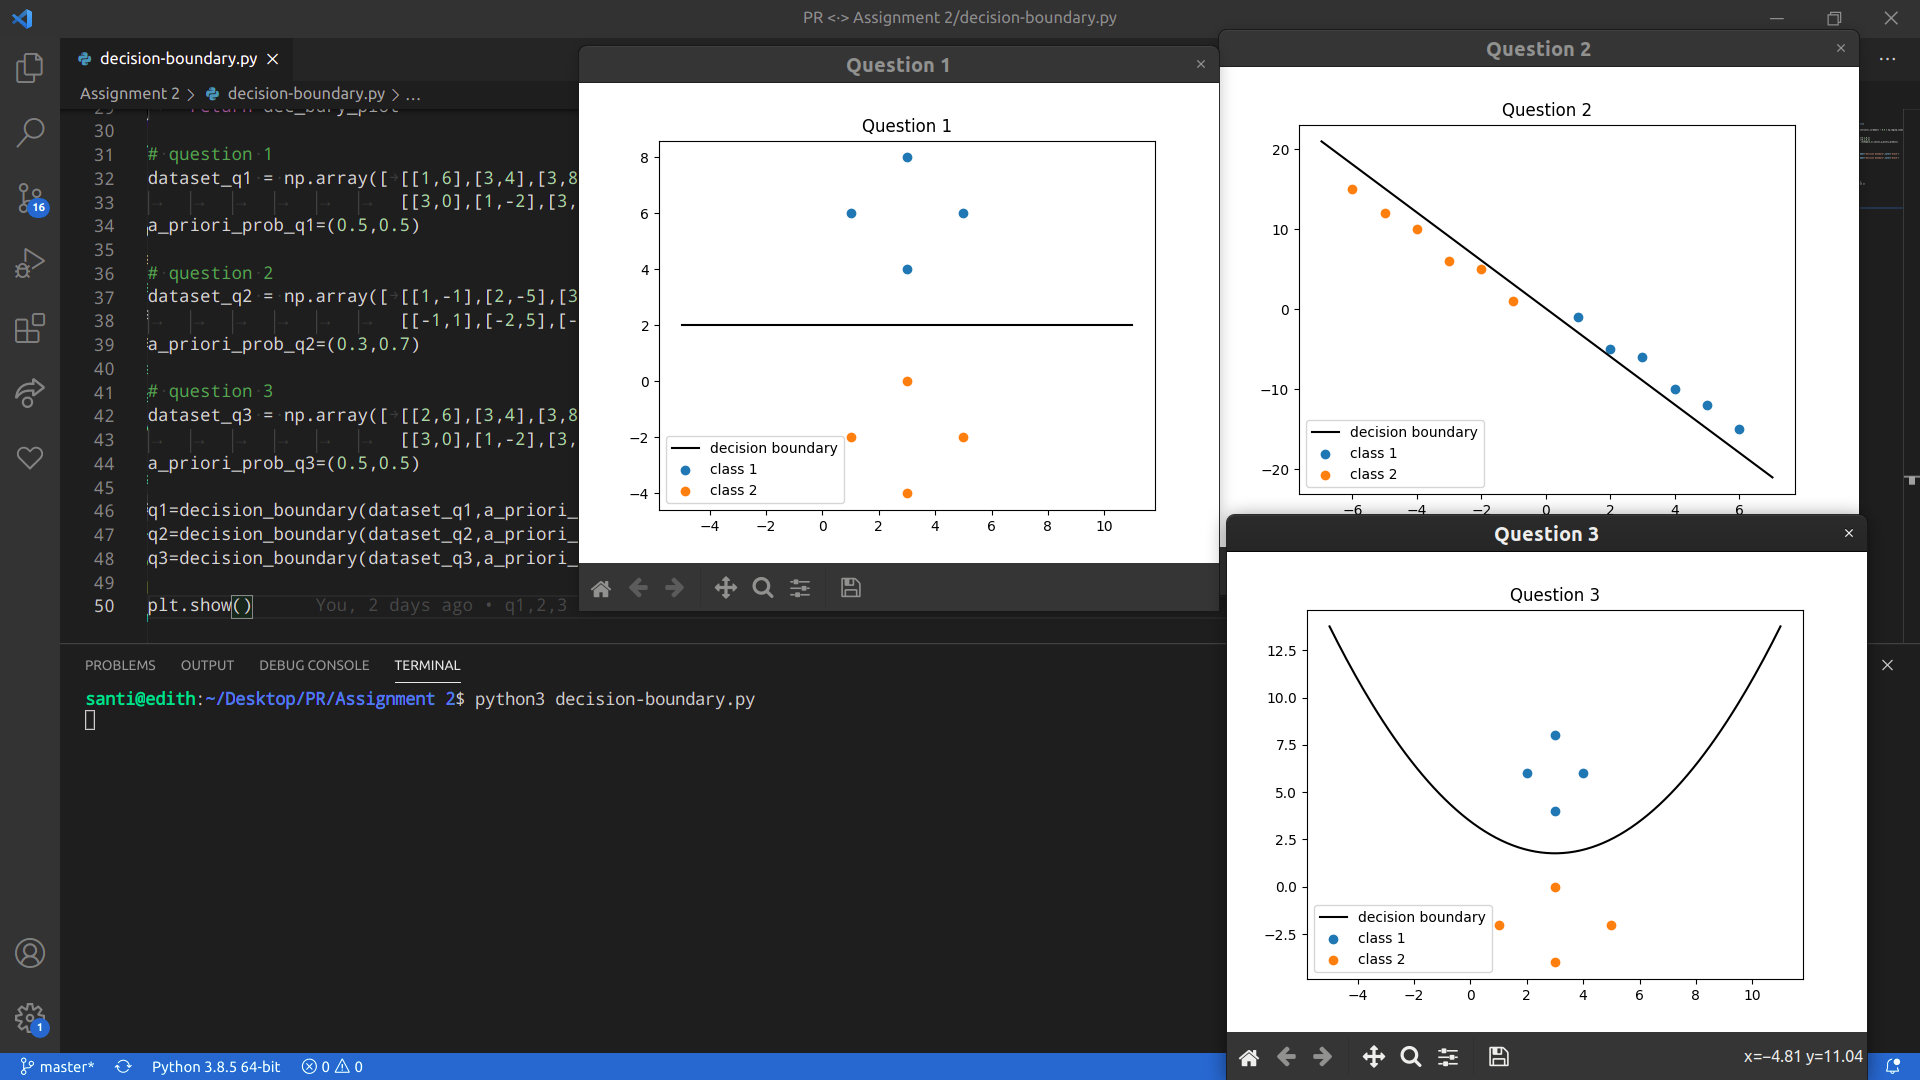 PR <·> Assignment 2/decision-boundary.py
decision-boundary.py
Assignment 2 > decision-boundary.py > ...
29 return dec_bdry_plot
30
31 # question 1
32 dataset_q1 = np.array([ [[1,6],[3,4],[3,8
33 [[3,0],[1,-2],[3,
34 a_priori_prob_q1=(0.5,0.5)
35
36 # question 2
37 dataset_q2 = np.array([ [[1,-1],[2,-5],[3
38 [[-1,1],[-2,5],[-
39 a_priori_prob_q2=(0.3,0.7)
40
41 # question 3
42 dataset_q3 = np.array([ [[2,6],[3,4],[3,8
43 [[3,0],[1,-2],[3,
44 a_priori_prob_q3=(0.5,0.5)
45
46 q1=decision_boundary(dataset_q1,a_priori_
47 q2=decision_boundary(dataset_q2,a_priori_
48 q3=decision_boundary(dataset_q3,a_priori_
49
50 plt.show() You, 2 days ago • q1,2,3
16
1
PROBLEMS OUTPUT DEBUG CONSOLE TERMINAL
santi@edith:~/Desktop/PR/Assignment 2$ python3 decision-boundary.py
master* Python 3.8.5 64-bit 0 0
Question 1
Question 1
8
6
4
2
0
−2
−4
decision boundary
class 1
class 2
−4 −2 0 2 4 6 8 10
Question 2
Question 2
20
10
0
−10
−20
decision boundary
class 1
class 2
−6 −4 −2 0 2 4 6
Question 3
Question 3
12.5
10.0
7.5
5.0
2.5
0.0
−2.5
decision boundary
class 1
class 2
−4 −2 0 2 4 6 8 10
x=−4.81 y=11.04